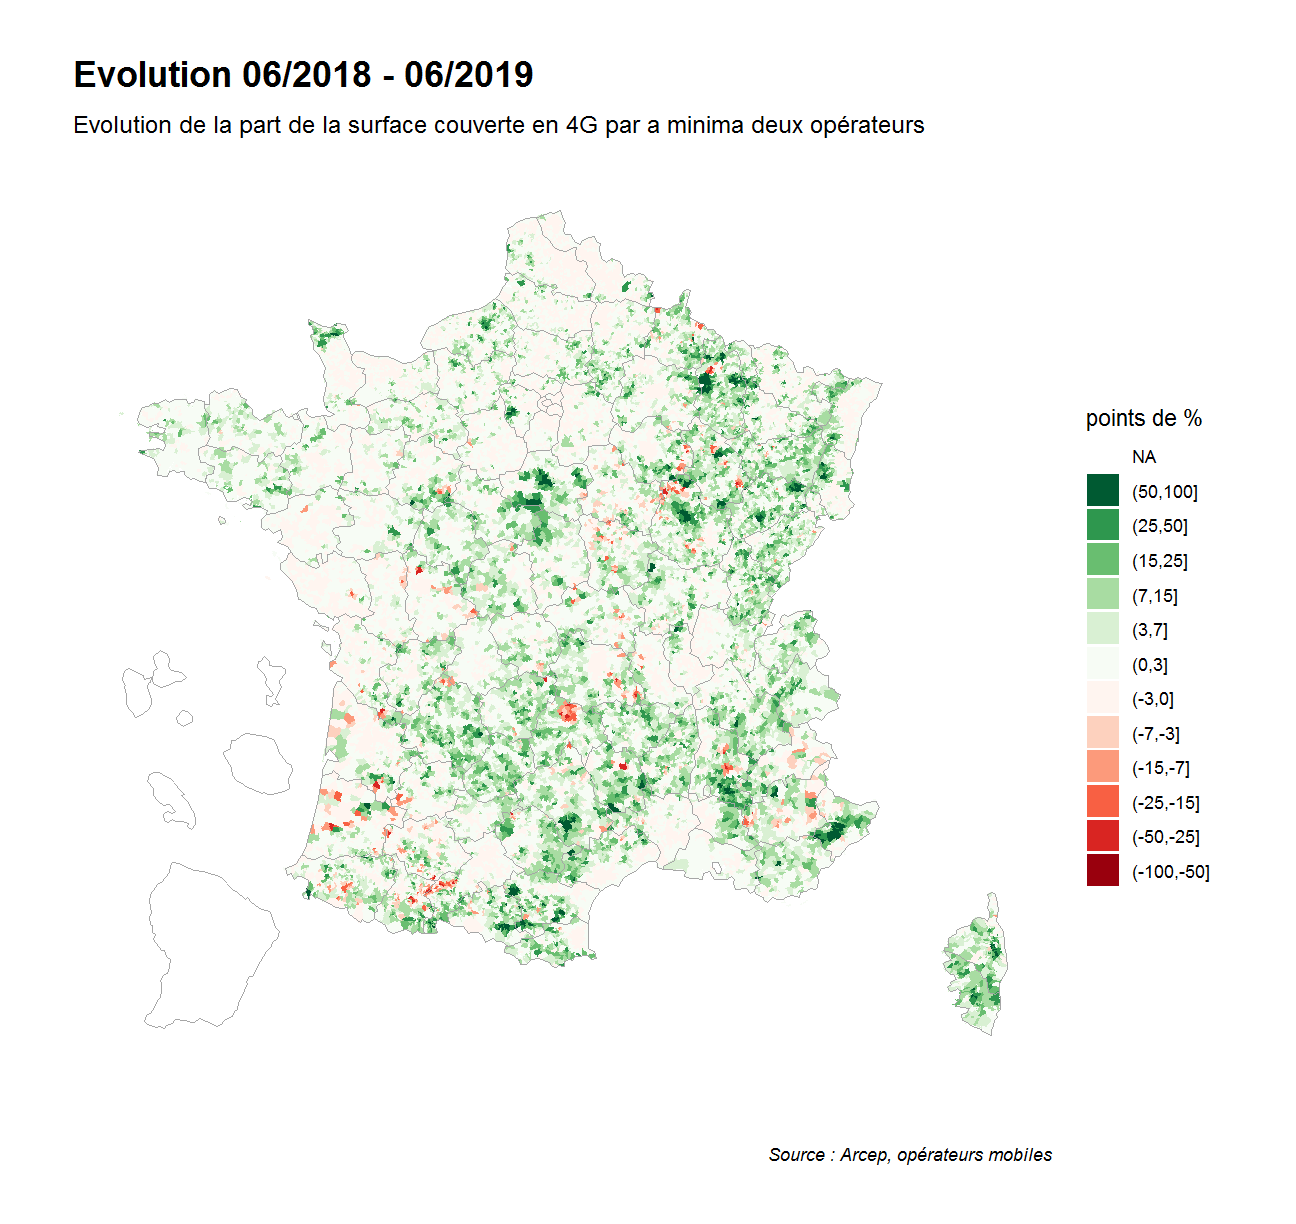 Evolution 06/2018 - 06/2019
Evolution de la part de la surface couverte en 4G par a minima deux opérateurs
points de %
NA
(50,100]
(25,50]
(15,25]
(7,15]
(3,7]
(0,3]
(-3,0]
(-7,-3]
(-15,-7]
(-25,-15]
(-50,-25]
(-100,-50]
Source : Arcep, opérateurs mobiles